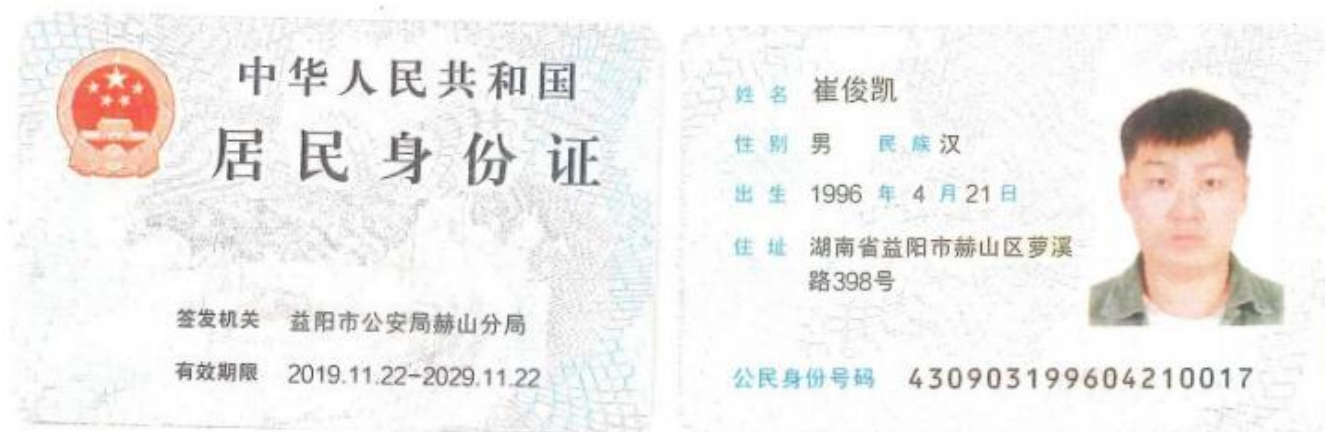 中华人民共和国
居民身份证
签发机关 益阳市公安局赫山分局
有效期限 2019.11.22-2029.11.22
姓名 崔俊凯
性别 男 民族 汉
出生 1996 年 4 月 21 日
住址 湖南省益阳市赫山区萝溪
路398号
公民身份号码 430903199604210017